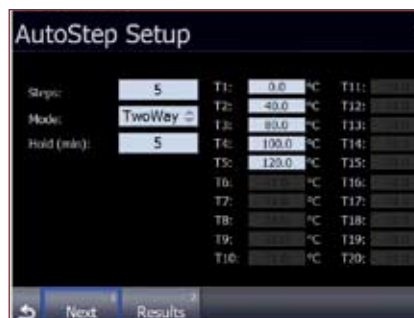 AutoStep Setup
Steps: 5
Mode: TwoWay
Hold (min): 5
T1: 0.0 °C
T2: 40.0 °C
T3: 80.0 °C
T4: 100.0 °C
T5: 120.0 °C
T6: °C
T7: °C
T8: °C
T9: °C
T10: °C
T11:
T12:
T13:
T14:
T15:
T16:
T17:
T18:
T19:
T20:
Next
Results